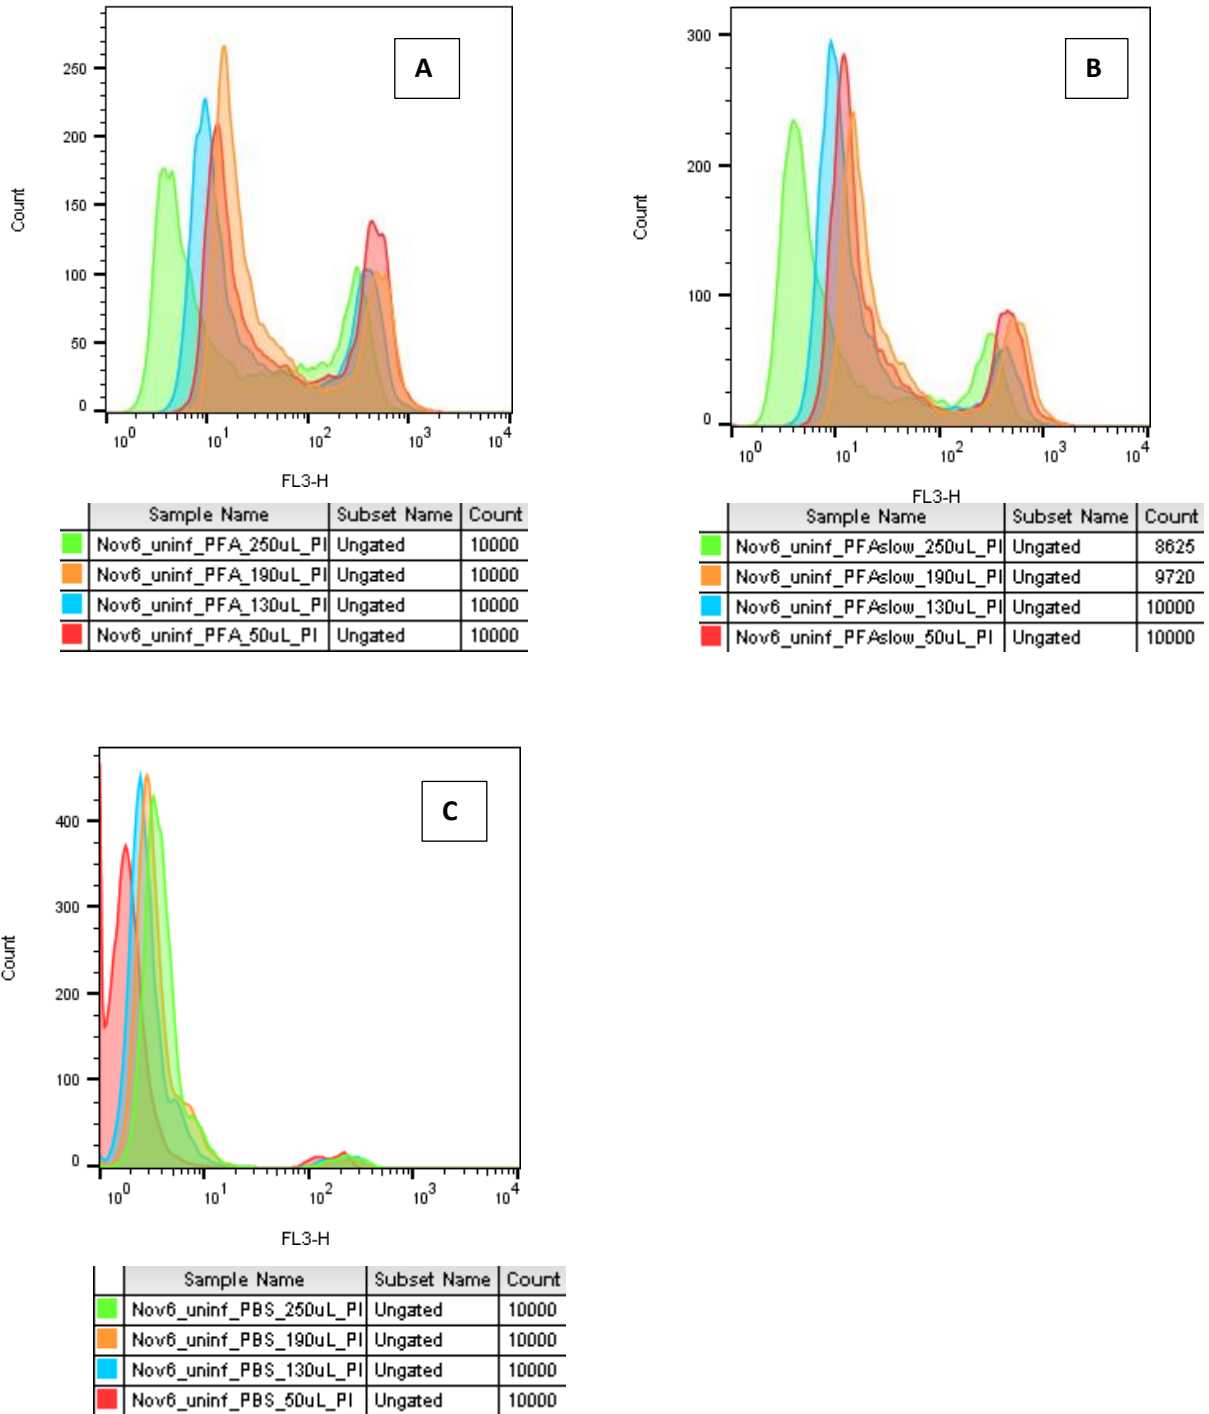 A
Count
250
200
150
100
50
0
10^0 10^1 10^2 10^3 10^4
FL3-H
Sample Name Subset Name Count
Nov6_uninf_PFA_250uL_PI Ungated 10000
Nov6_uninf_PFA_190uL_PI Ungated 10000
Nov6_uninf_PFA_130uL_PI Ungated 10000
Nov6_uninf_PFA_50uL_PI Ungated 10000
B
Count
300
200
100
0
10^0 10^1 10^2 10^3 10^4
FL3-H
Sample Name Subset Name Count
Nov6_uninf_PFAslow_250uL_PI Ungated 8625
Nov6_uninf_PFAslow_190uL_PI Ungated 9720
Nov6_uninf_PFAslow_130uL_PI Ungated 10000
Nov6_uninf_PFAslow_50uL_PI Ungated 10000
C
Count
400
300
200
100
0
10^0 10^1 10^2 10^3 10^4
FL3-H
Sample Name Subset Name Count
Nov6_uninf_PBS_250uL_PI Ungated 10000
Nov6_uninf_PBS_190uL_PI Ungated 10000
Nov6_uninf_PBS_130uL_PI Ungated 10000
Nov6_uninf_PBS_50uL_PI Ungated 10000